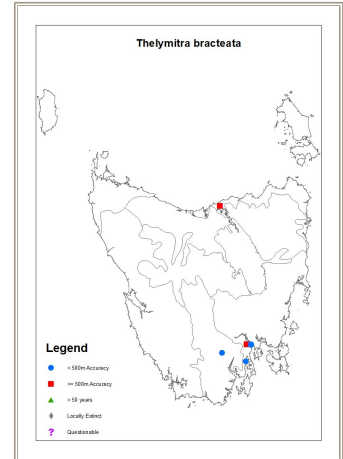 Thelymitra bracteata
Legend
< 500m Accuracy
>= 500m Accuracy
> 50 years
Locally Extinct
? Questionable